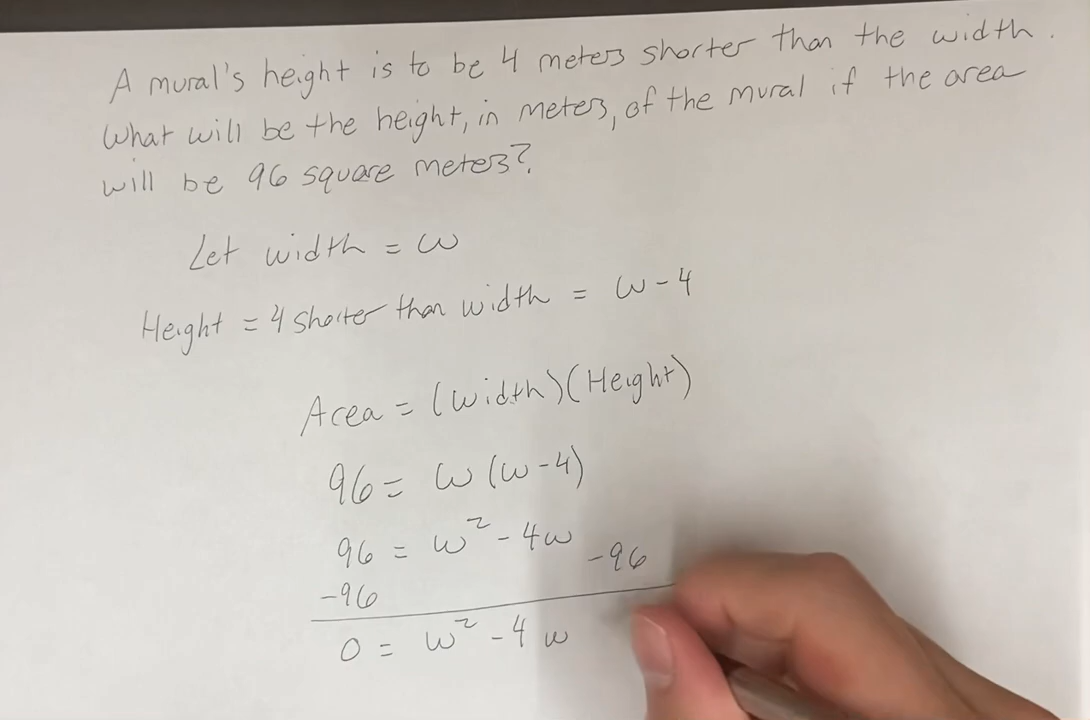 A mural's height is to be 4 meters shorter than the width.
What will be the height, in meters, of the mural if the area
will be 96 square meters?
Let width = w
Height = 4 shorter than width = w - 4
Area = (width)(Height)
96 = w (w - 4)
96 = w² - 4w - 96
-96
0 = w² - 4w